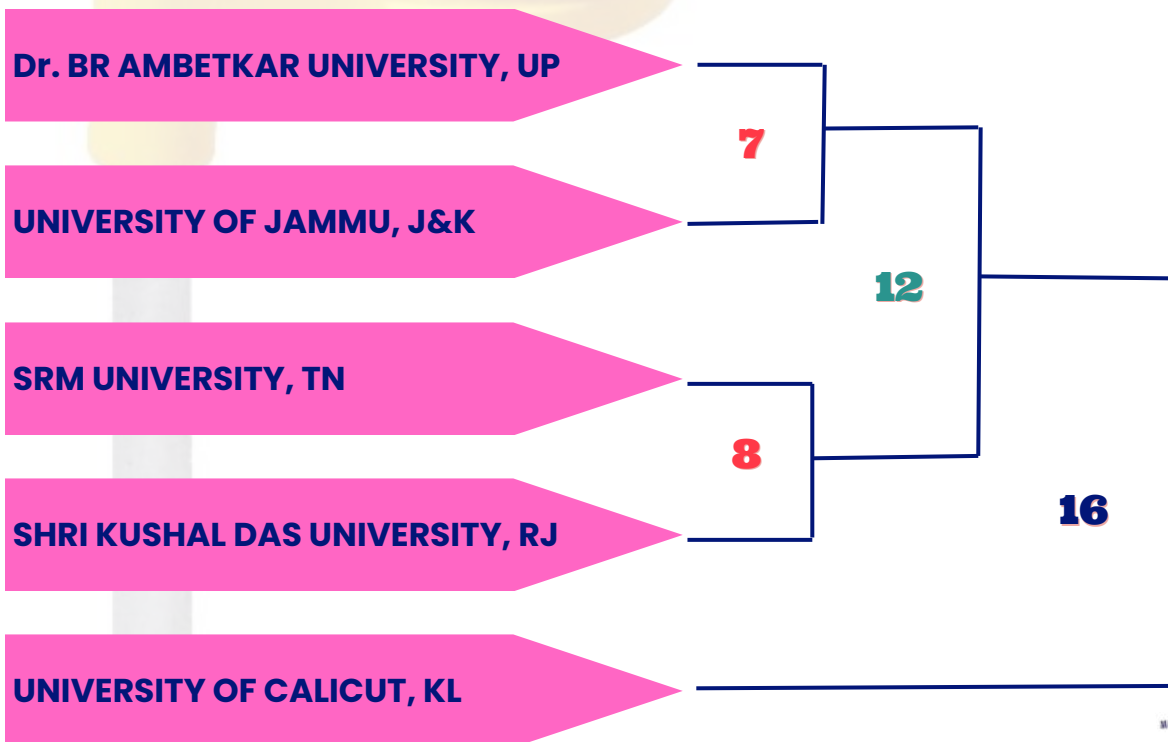 Dr. BR AMBETKAR UNIVERSITY, UP
7
UNIVERSITY OF JAMMU, J&K
12
SRM UNIVERSITY, TN
8
16
SHRI KUSHAL DAS UNIVERSITY, RJ
UNIVERSITY OF CALICUT, KL